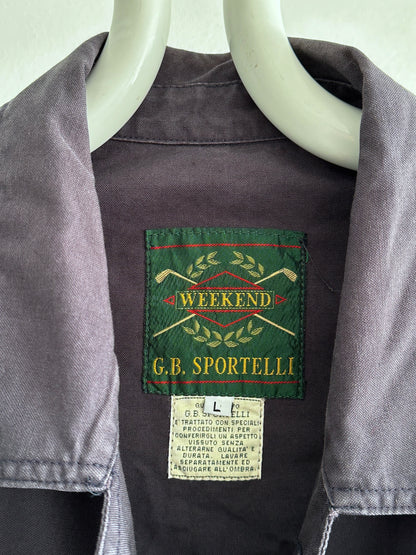 WEEKEND
G.B. SPORTELLI
L
G.B. SPORTELLI
E'TRATTATO CON SPECIALI
PROCEDIMENTI PER
CONFERIRGLI UN ASPETTO
VISSUTO SENZA
ALTERARNE QUALITA' E
DURATA. LAVARE
SEPARATAMENTE ED
ASCIUGARE ALL'OMBRA.